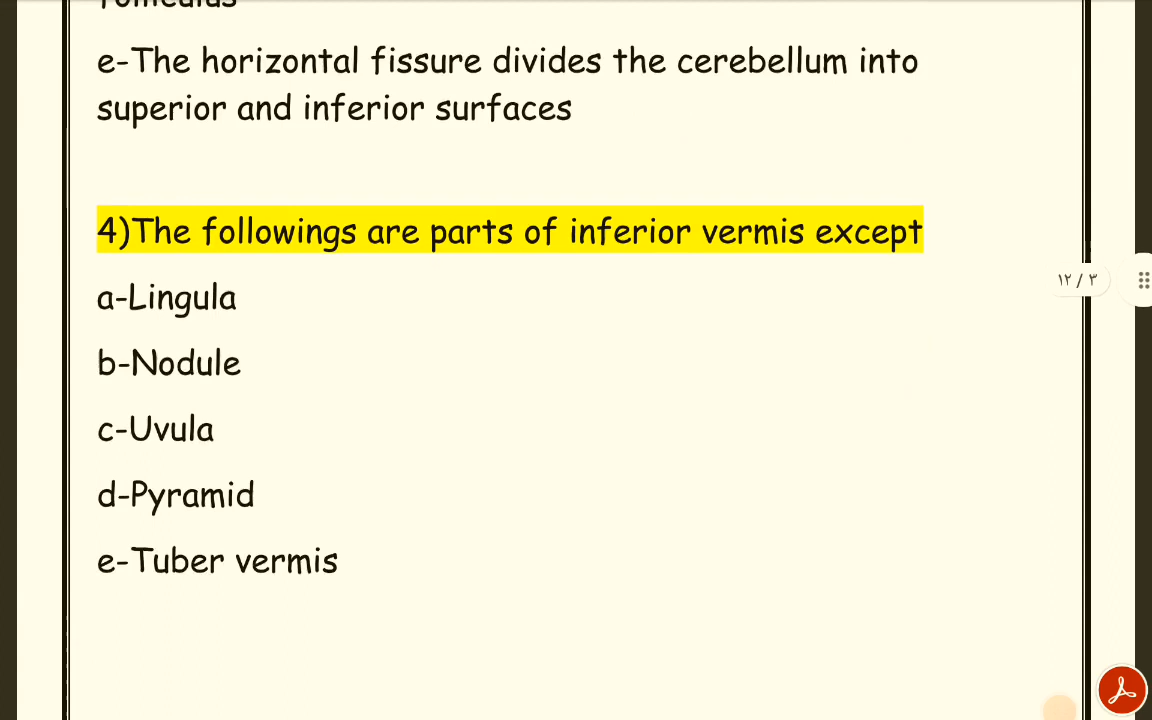 e-The horizontal fissure divides the cerebellum into
superior and inferior surfaces
4)The followings are parts of inferior vermis except
a-Lingula
١٢ / ٣
b-Nodule
c-Uvula
d-Pyramid
e-Tuber vermis